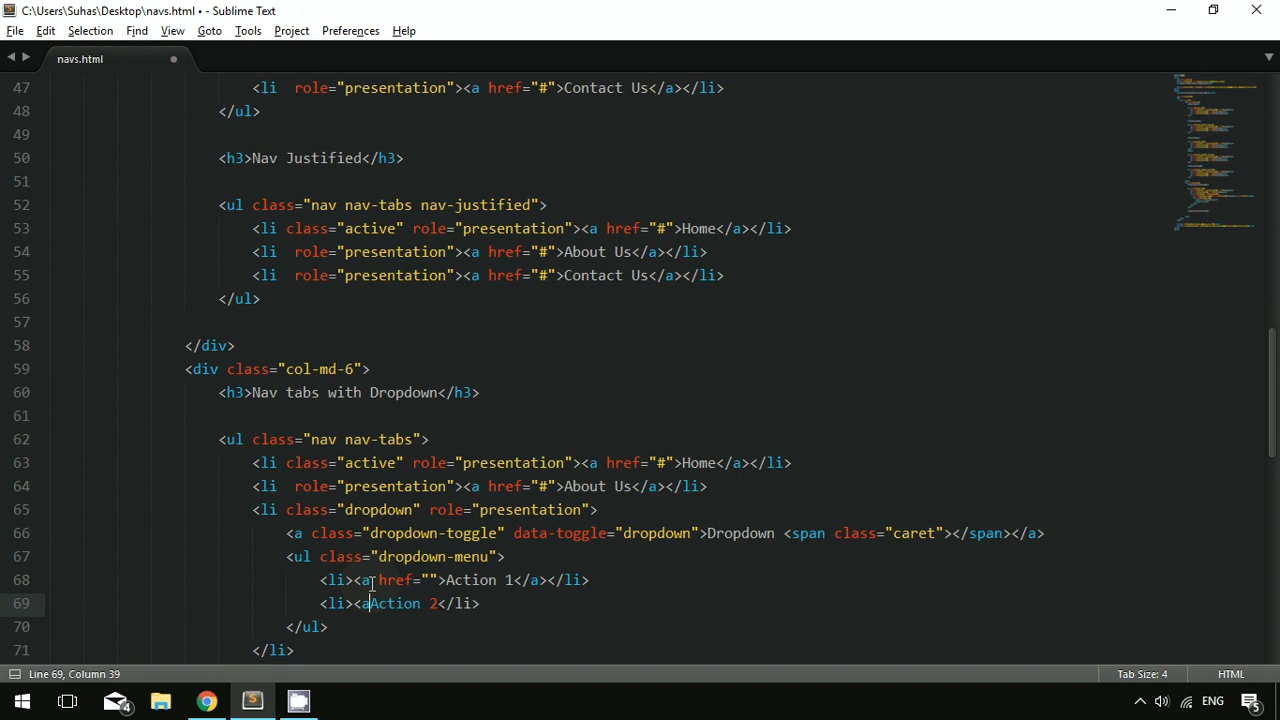 C:\Users\Suhas\Desktop\navs.html • - Sublime Text
File Edit Selection Find View Goto Tools Project Preferences Help
navs.html
47 <li  role="presentation"><a href="#">Contact Us</a></li>
48 </ul>
49
50 <h3>Nav Justified</h3>
51
52 <ul class="nav nav-tabs nav-justified">
53 <li class="active" role="presentation"><a href="#">Home</a></li>
54 <li  role="presentation"><a href="#">About Us</a></li>
55 <li  role="presentation"><a href="#">Contact Us</a></li>
56 </ul>
57
58 </div>
59 <div class="col-md-6">
60 <h3>Nav tabs with Dropdown</h3>
61
62 <ul class="nav nav-tabs">
63 <li class="active" role="presentation"><a href="#">Home</a></li>
64 <li  role="presentation"><a href="#">About Us</a></li>
65 <li class="dropdown" role="presentation">
66 <a class="dropdown-toggle" data-toggle="dropdown">Dropdown <span class="caret"></span></a>
67 <ul class="dropdown-menu">
68 <li><a href="">Action 1</a></li>
69 <li><aAction 2</li>
70 </ul>
71 </li>
Line 69, Column 39 Tab Size: 4 HTML
4 S ENG 5